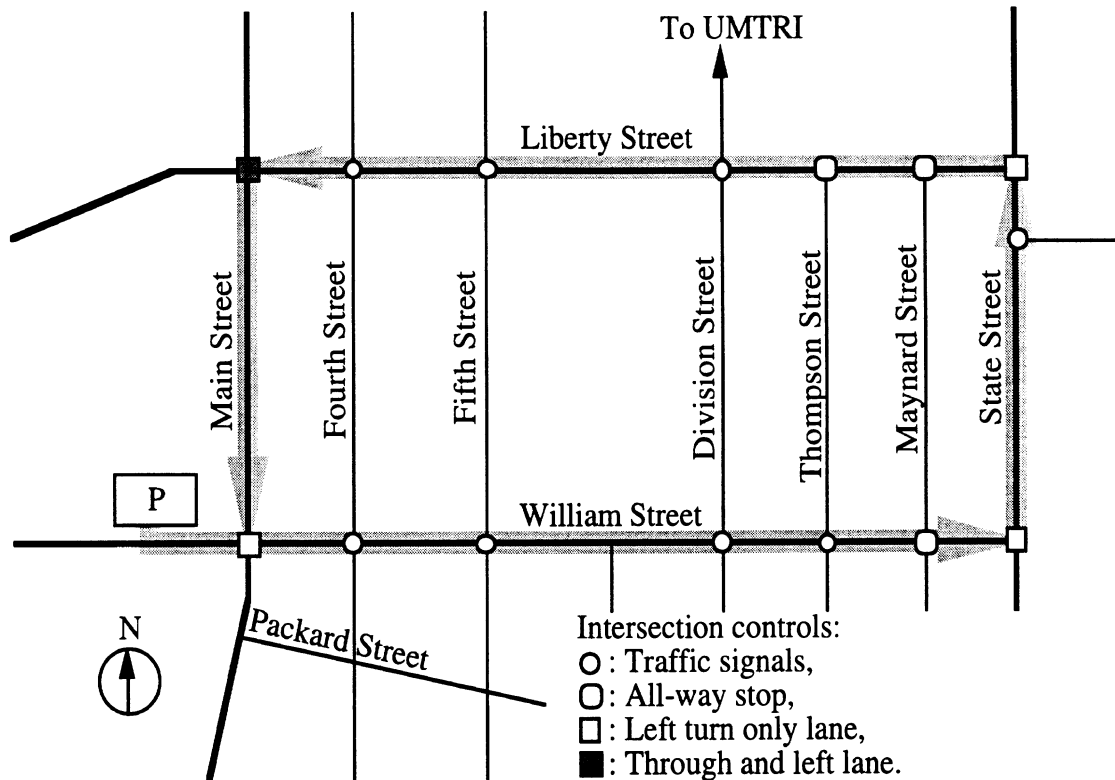 To UMTRI
Liberty Street
Main Street
Fourth Street
Fifth Street
Division Street
Thompson Street
Maynard Street
State Street
P
William Street
N
Packard Street
Intersection controls:
: Traffic signals,
: All-way stop,
: Left turn only lane,
: Through and left lane.